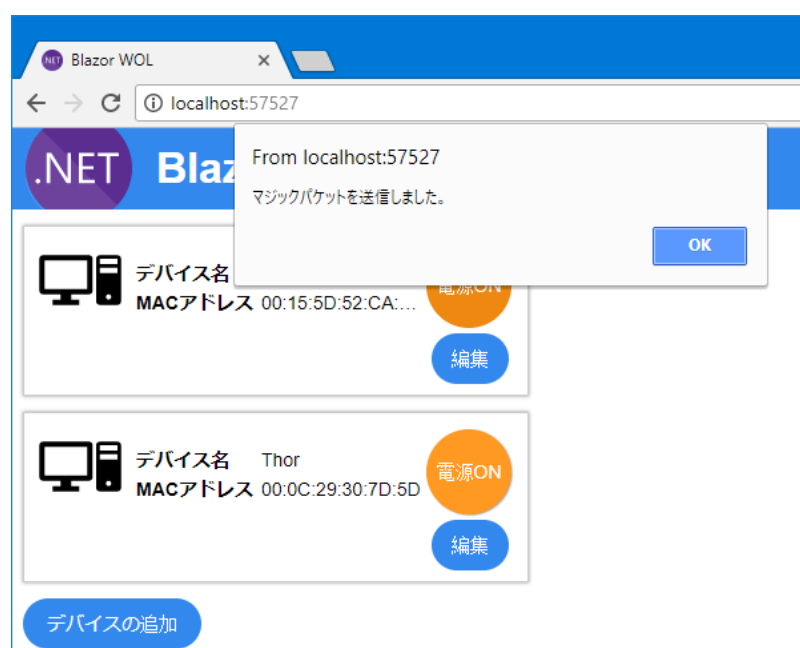 .NET Blazor WOL
localhost:57527
.NET Blaz
From localhost:57527
マジックパケットを送信しました。
OK
デバイス名
MACアドレス 00:15:5D:52:CA:...
電源ON
編集
デバイス名 Thor
MACアドレス 00:0C:29:30:7D:5D
電源ON
編集
デバイスの追加